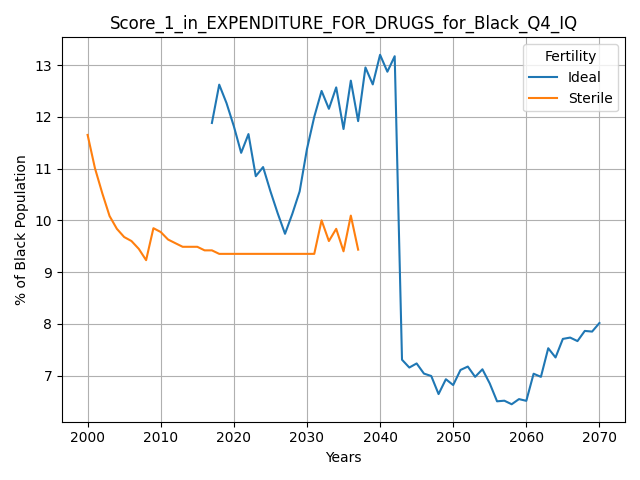 Score_1_in_EXPENDITURE_FOR_DRUGS_for_Black_Q4_IQ
Fertility
Ideal
Sterile
% of Black Population
13
12
11
10
9
8
7
2000 2010 2020 2030 2040 2050 2060 2070
Years